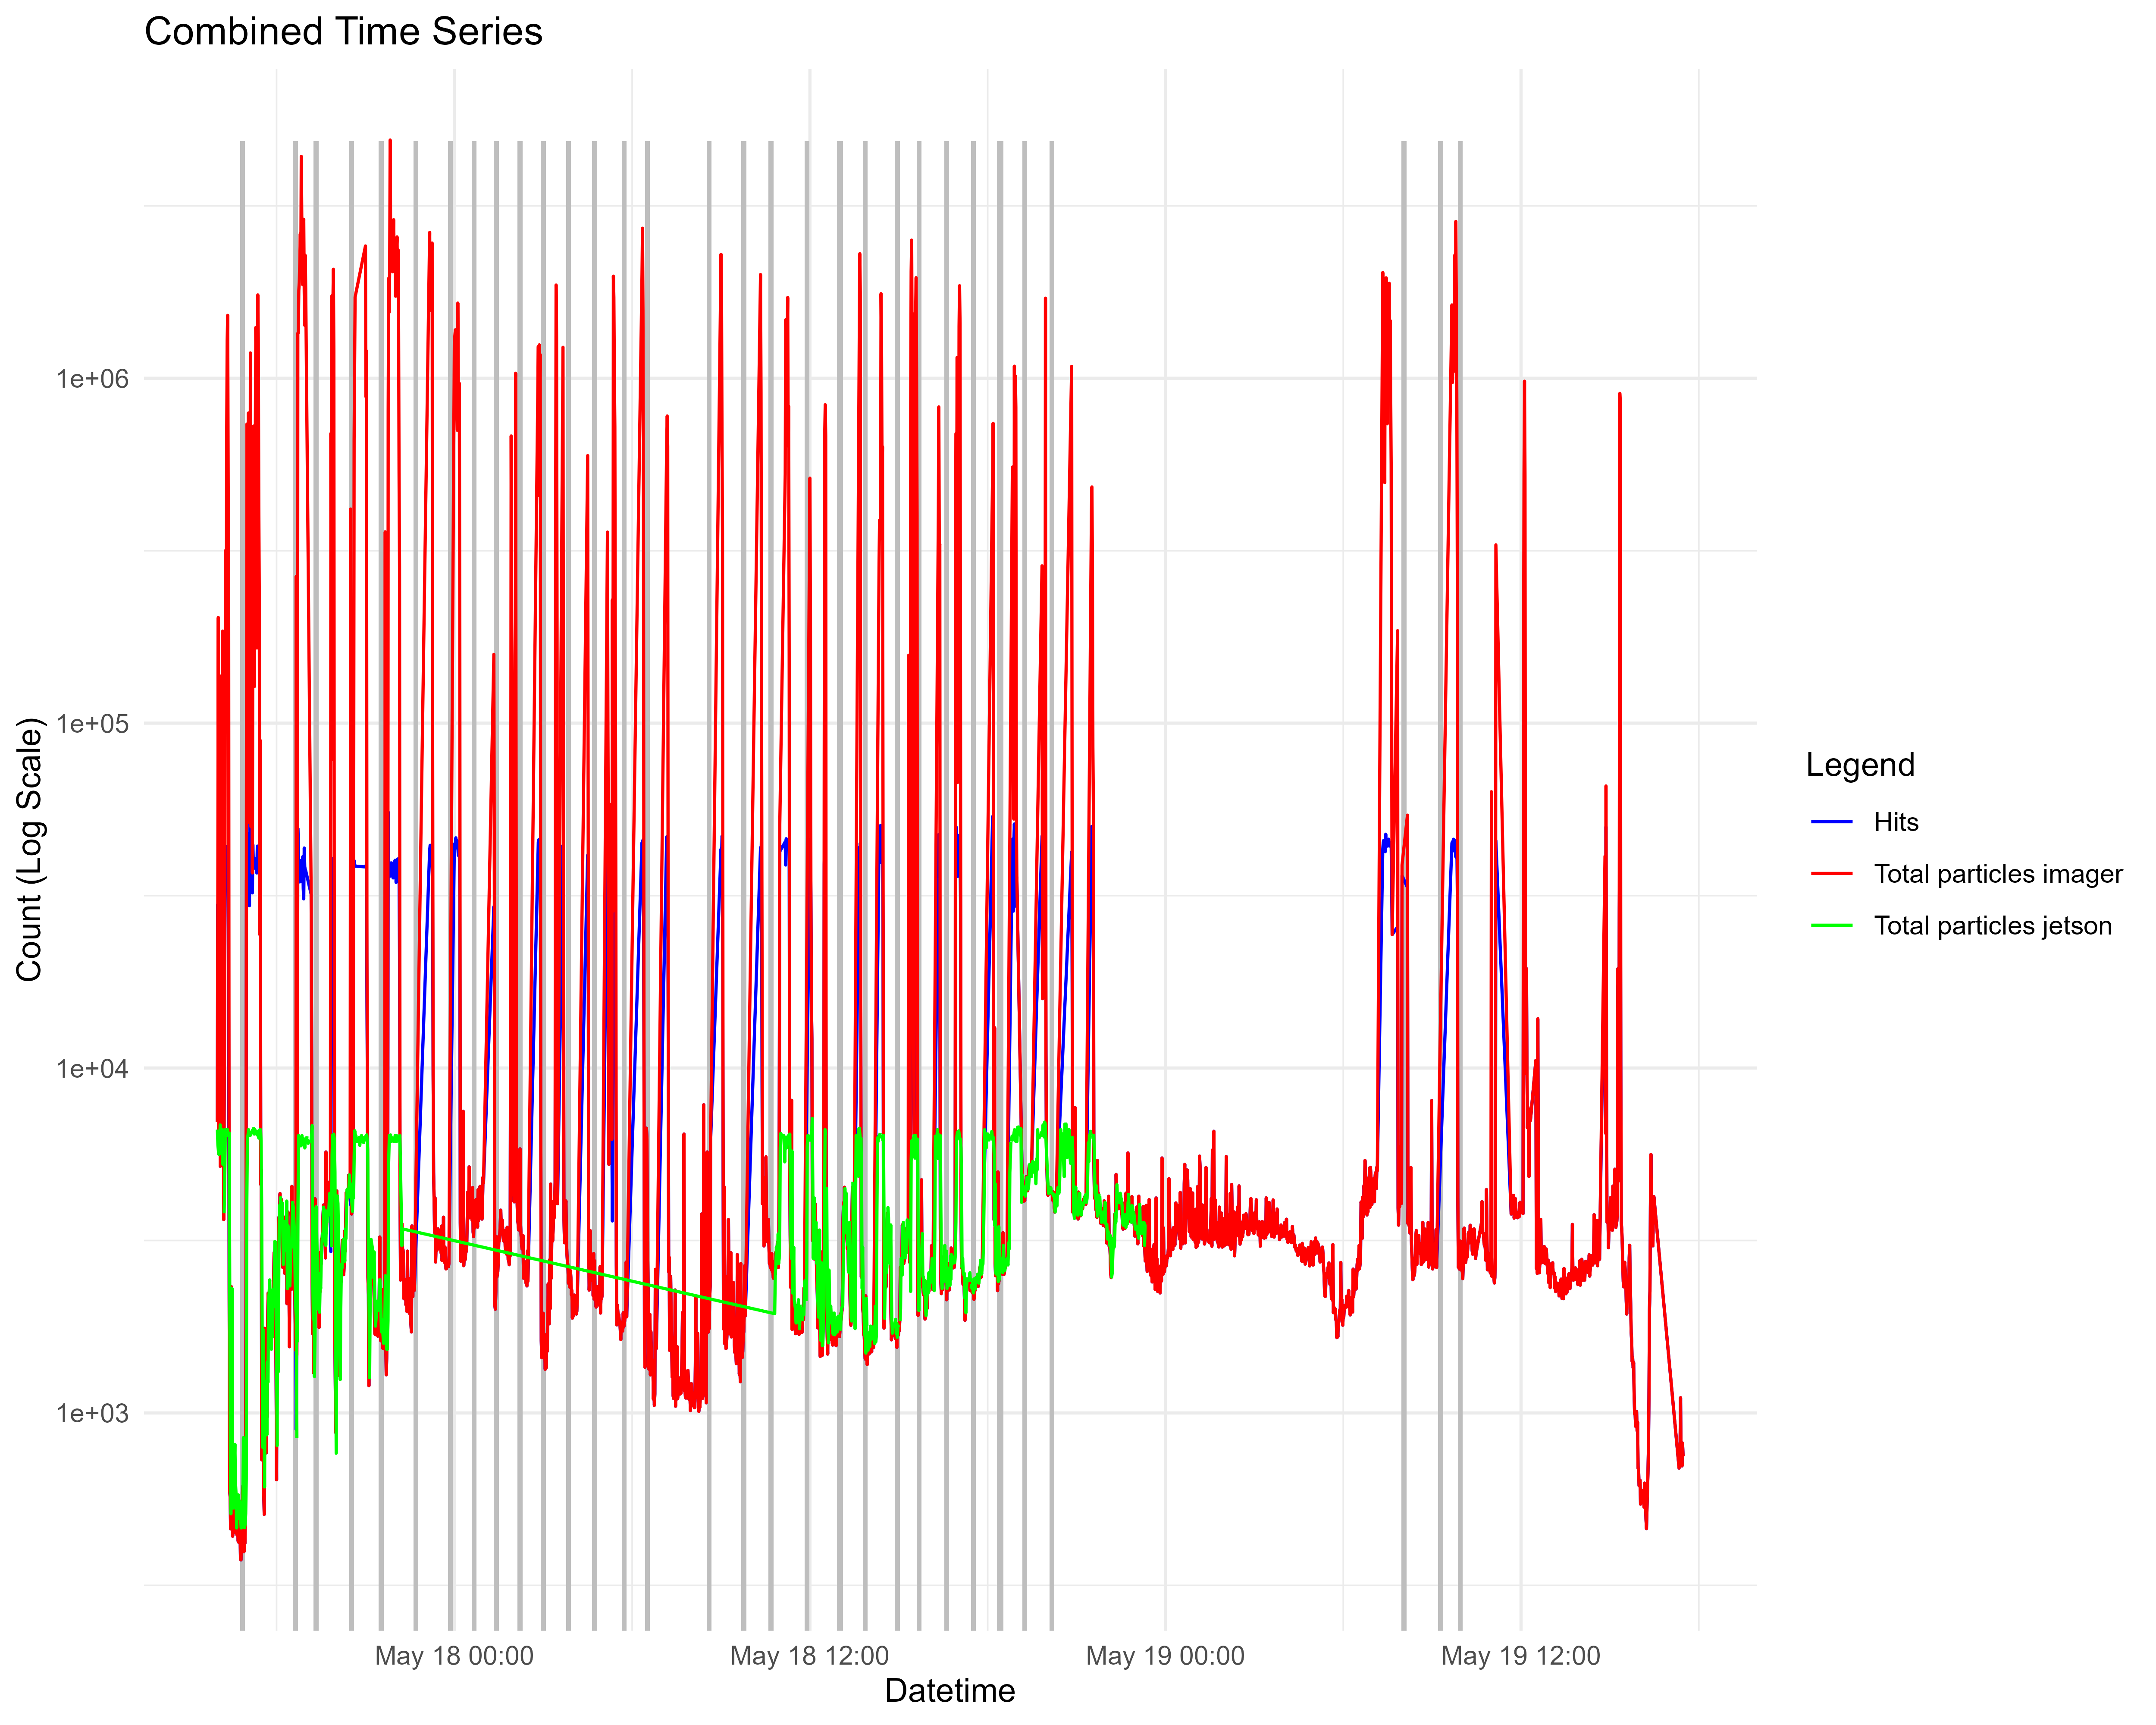 Combined Time Series
Count (Log Scale)
1e+06
1e+05
1e+04
1e+03
May 18 00:00
May 18 12:00
May 19 00:00
May 19 12:00
Datetime
Legend
Hits
Total particles imager
Total particles jetson